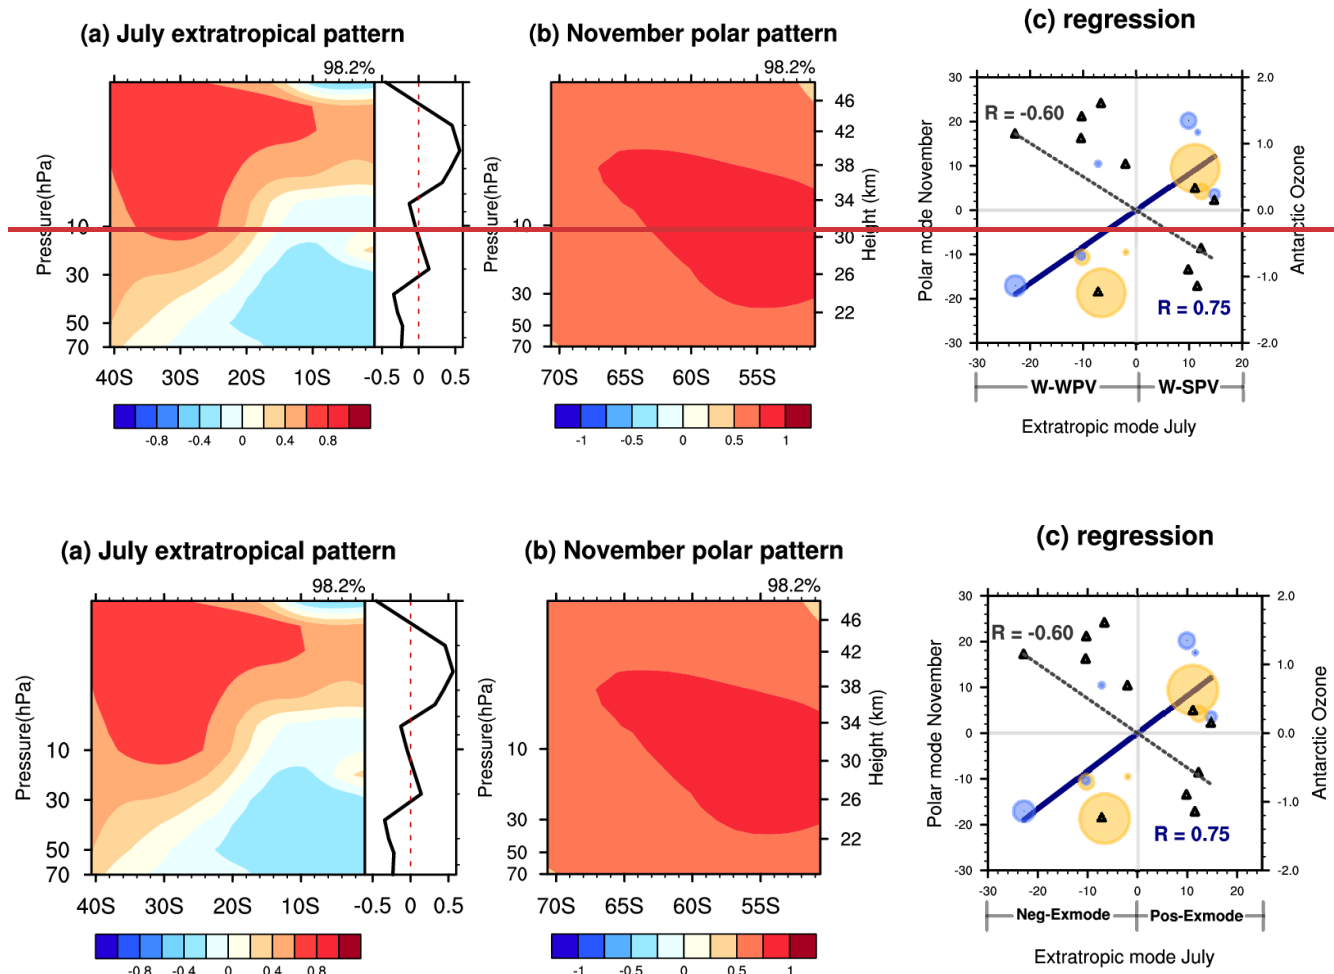 (a) July extratropical pattern
(b) November polar pattern
(c) regression
98.2%
98.2%
Pressure(hPa)
10
30
50
70
40S 30S 20S 10S
-0.5 0 0.5
-0.8 -0.4 0 0.4 0.8
Pressure(hPa)
10
30
50
70
70S 65S 60S 55S
46
42
38
34
30
26
22
Height (km)
-1 -0.5 0 0.5 1
Polar mode November
30
20
10
0
-10
-20
-30
R = -0.60
R = 0.75
2.0
1.0
0.0
-1.0
-2.0
Antarctic Ozone
-30 -20 -10 0 10 20
W-WPV W-SPV
Extratropic mode July
(a) July extratropical pattern
(b) November polar pattern
(c) regression
98.2%
98.2%
Pressure(hPa)
10
30
50
70
40S 30S 20S 10S
-0.5 0 0.5
-0.8 -0.4 0 0.4 0.8
Pressure(hPa)
10
30
50
70
70S 65S 60S 55S
46
42
38
34
30
26
22
Height (km)
-1 -0.5 0 0.5 1
Polar mode November
30
20
10
0
-10
-20
-30
R = -0.60
R = 0.75
2.0
1.0
0.0
-1.0
-2.0
Antarctic Ozone
-30 -20 -10 0 10 20
Neg-Exmode Pos-Exmode
Extratropic mode July